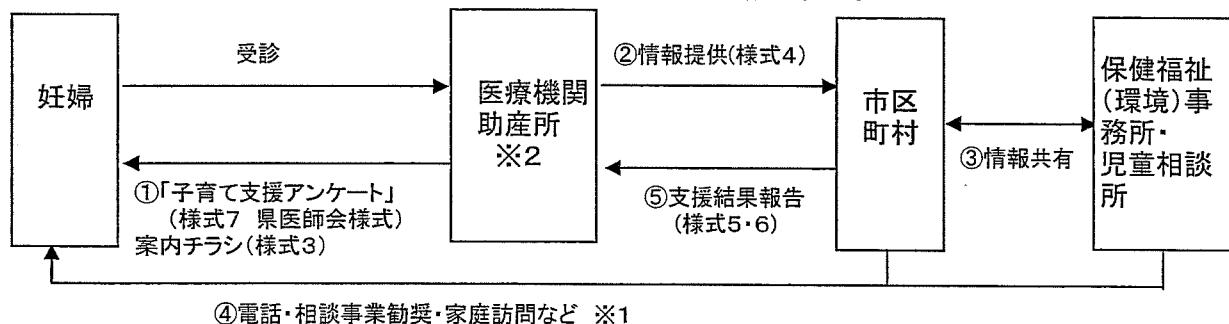 妊婦
受診
①「子育て支援アンケート」
(様式7 県医師会様式)
案内チラシ(様式3)
医療機関
助産所
※2
②情報提供(様式4)
⑤支援結果報告
(様式5・6)
市区
町村
③情報共有
保健福祉
(環境)事
務所・
児童相談
所
④電話・相談事業勧奨・家庭訪問など ※1